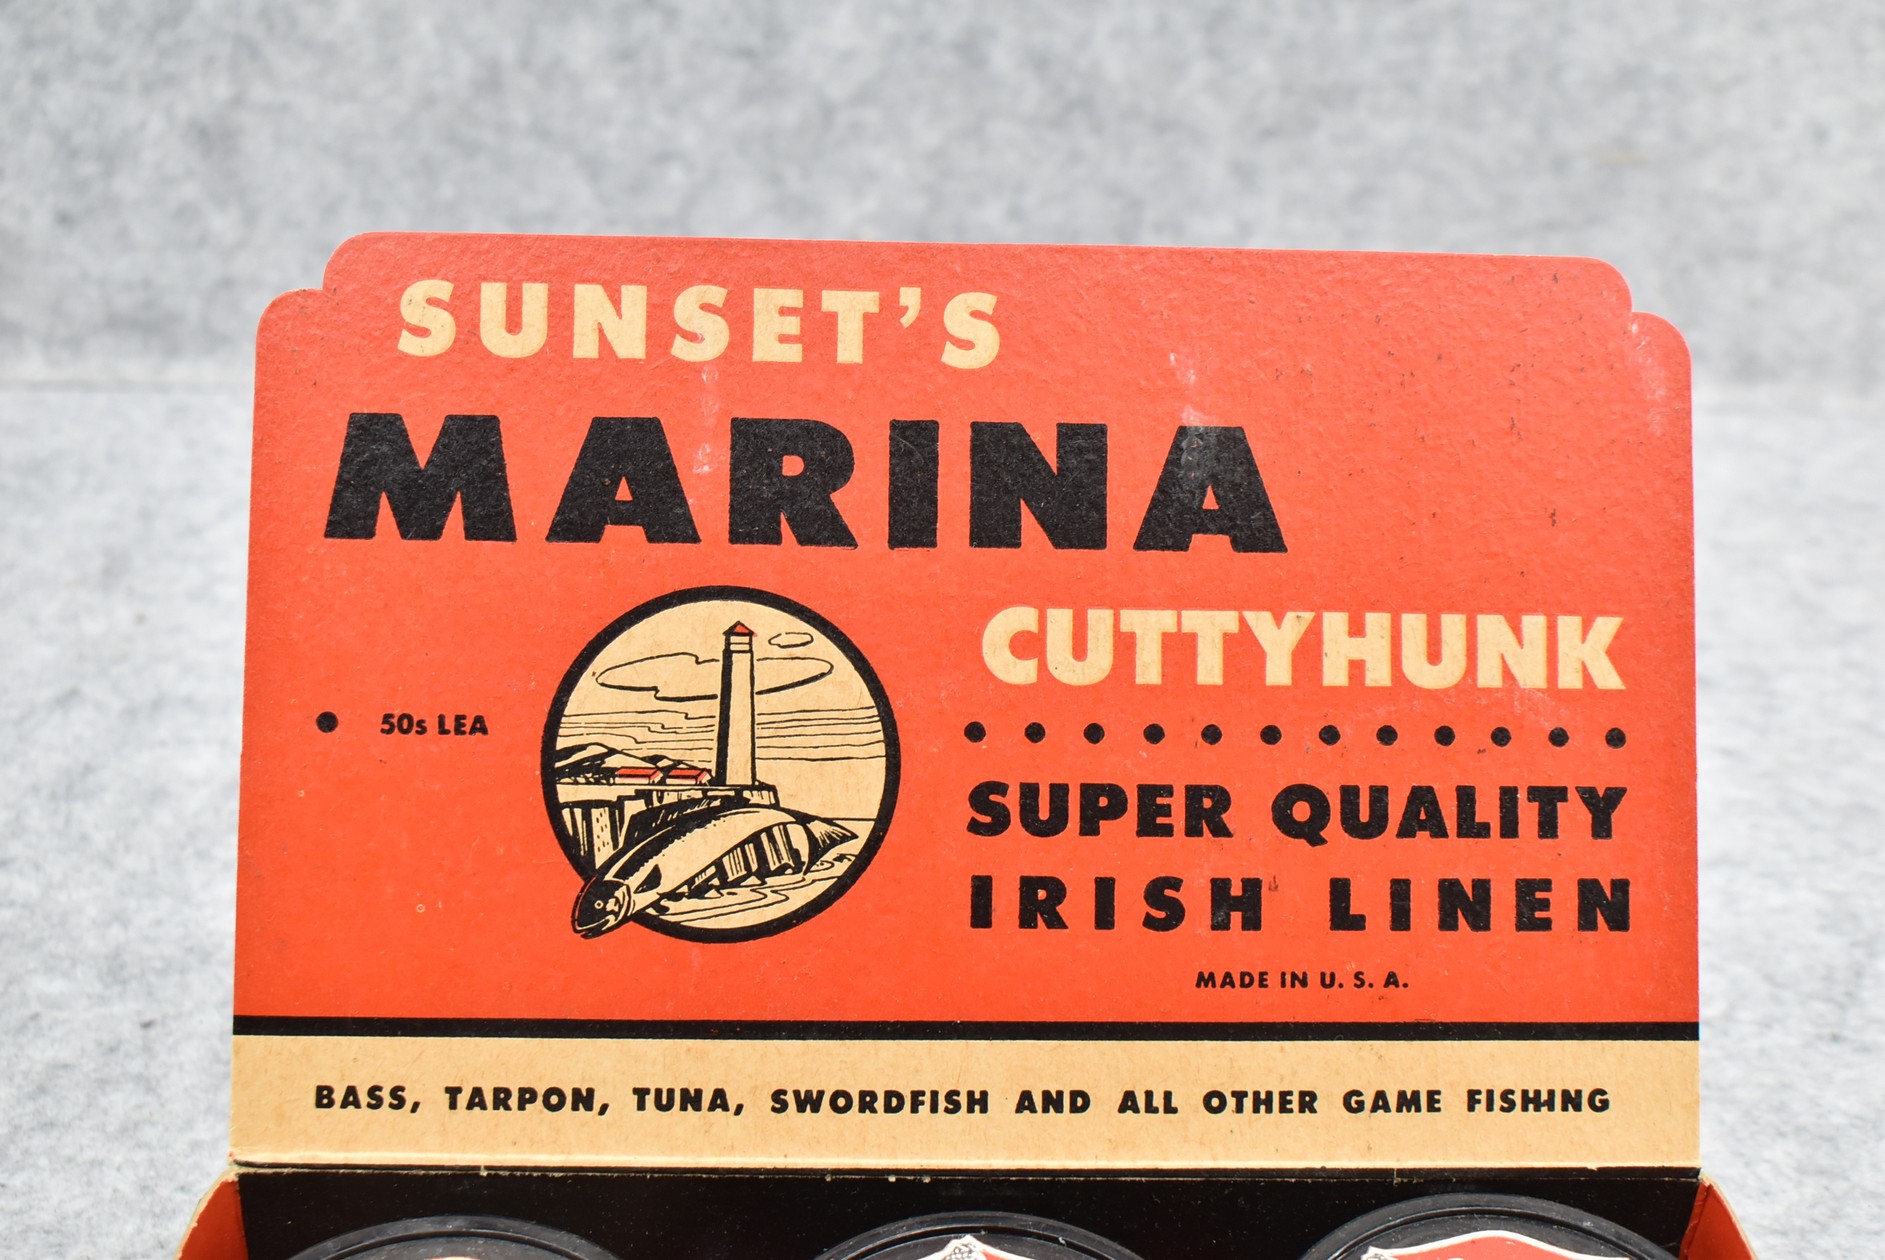 SUNSET'S
MARINA
CUTTYHUNK
50s LEA
SUPER QUALITY
IRISH LINEN
MADE IN U. S. A.
BASS, TARPON, TUNA, SWORDFISH AND ALL OTHER GAME FISHING